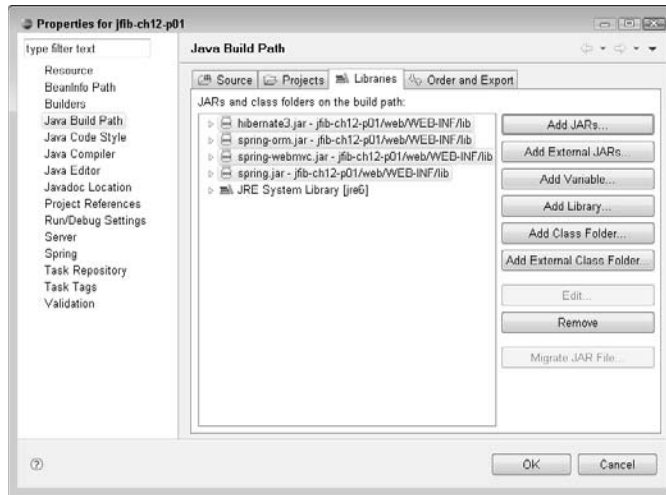 Properties for jfib-ch12-p01
type filter text
Resource
BeanInfo Path
Builders
Java Build Path
Java Code Style
Java Compiler
Java Editor
Javadoc Location
Project References
Run/Debug Settings
Server
Spring
Task Repository
Task Tags
Validation
Java Build Path
Source Projects Libraries Order and Export
JARs and class folders on the build path:
hibernate3.jar - jfib-ch12-p01/web/WEB-INF/lib
spring-orm.jar - jfib-ch12-p01/web/WEB-INF/lib
spring-webmvc.jar - jfib-ch12-p01/web/WEB-INF/lib
spring.jar - jfib-ch12-p01/web/WEB-INF/lib
JRE System Library [jre6]
Add JARs...
Add External JARs...
Add Variable...
Add Library...
Add Class Folder...
Add External Class Folder...
Edit...
Remove
Migrate JAR File...
?
OK Cancel